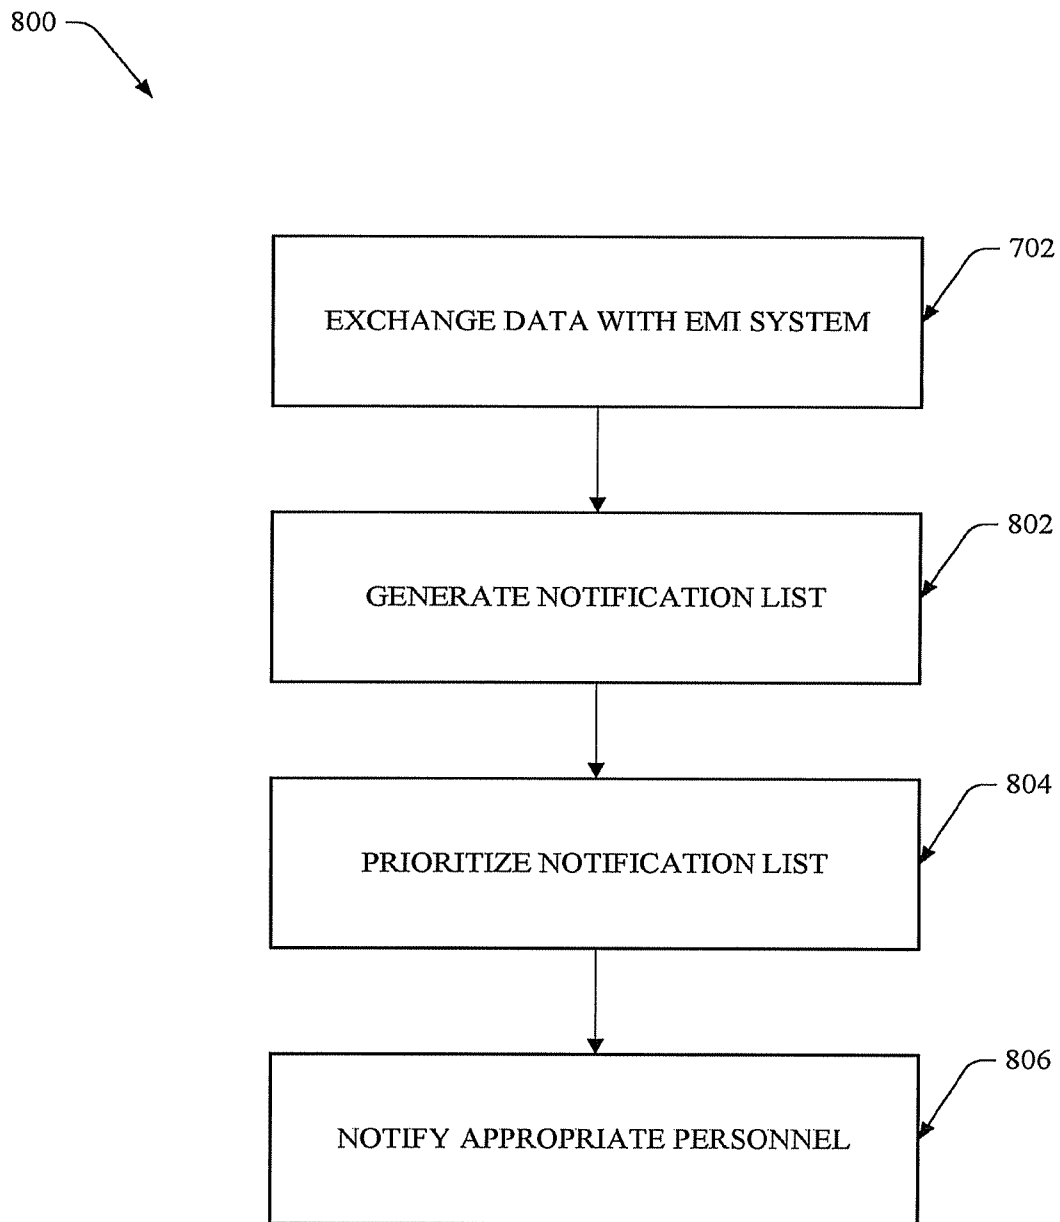 800
702
EXCHANGE DATA WITH EMI SYSTEM
802
GENERATE NOTIFICATION LIST
804
PRIORITIZE NOTIFICATION LIST
806
NOTIFY APPROPRIATE PERSONNEL